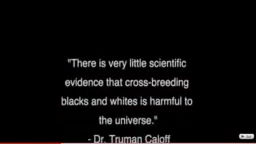 "There is very little scientific
evidence that cross-breeding
blacks and whites is harmful to
the universe."
- Dr. Truman Caloff